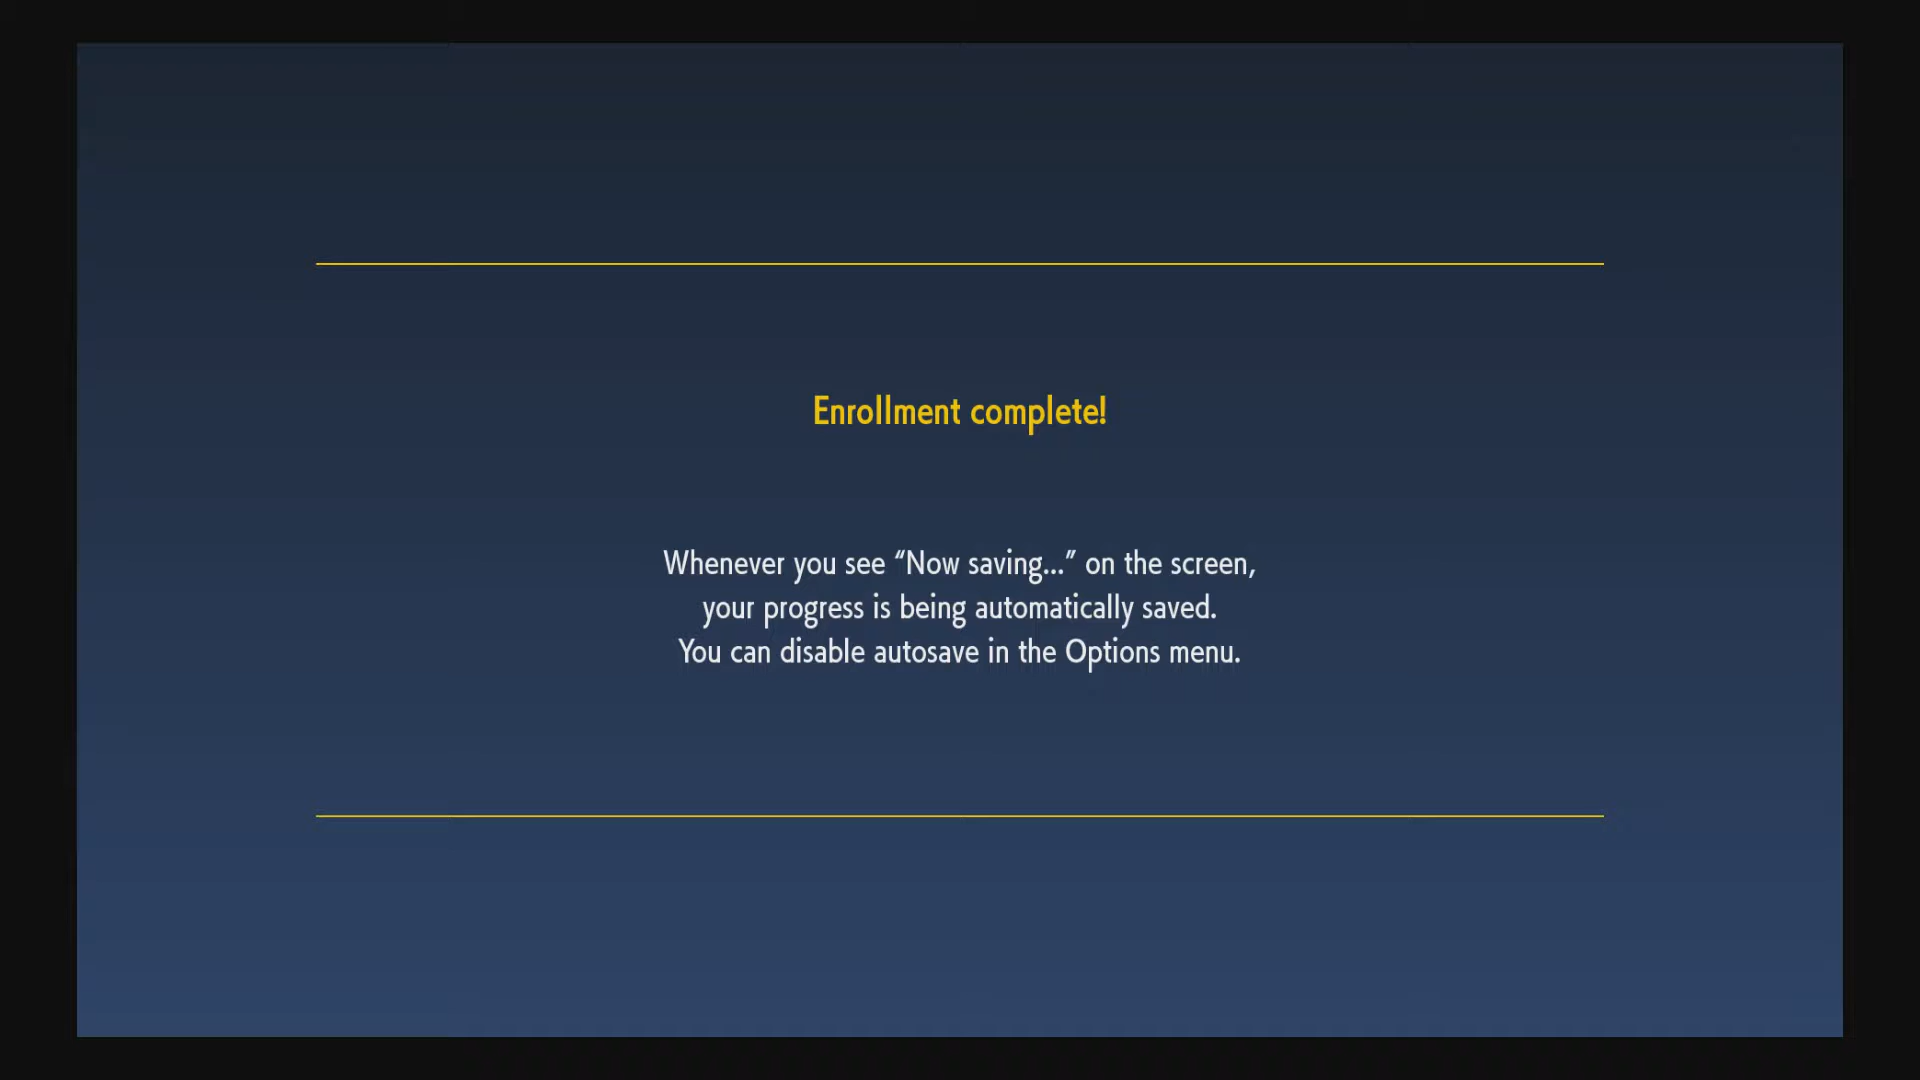 Enrollment complete!
Whenever you see “Now saving...” on the screen,
your progress is being automatically saved.
You can disable autosave in the Options menu.